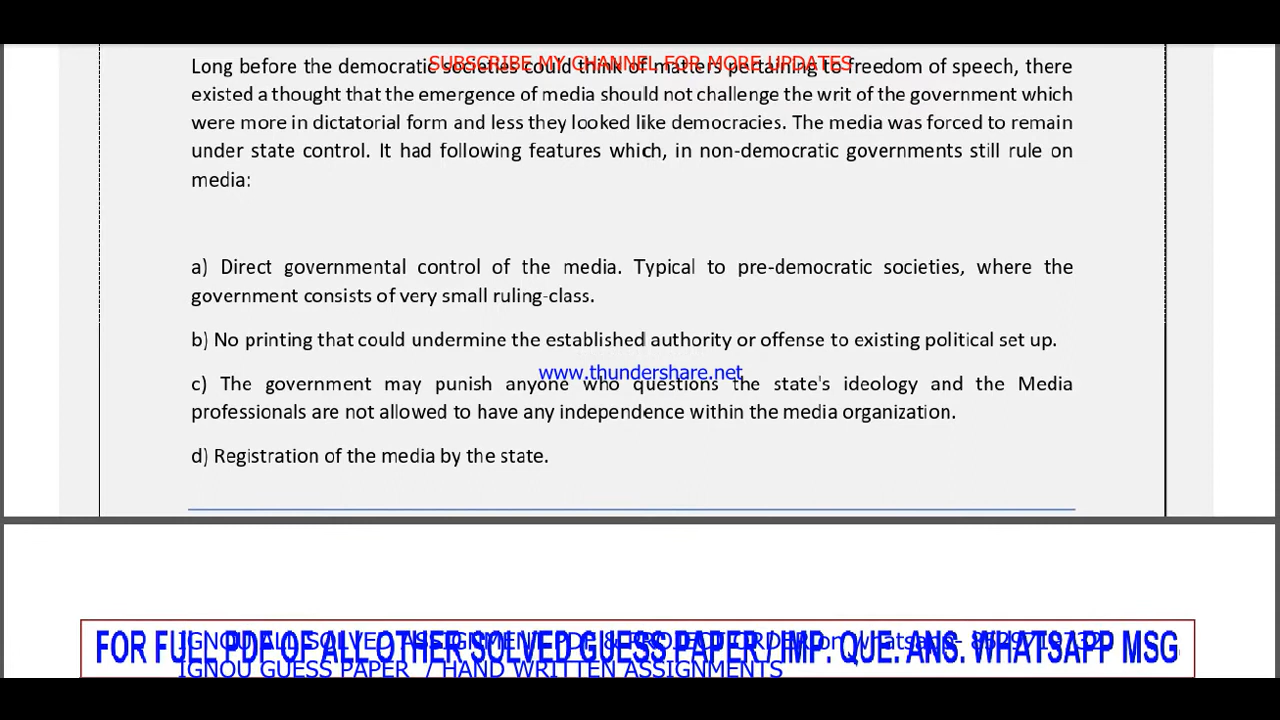 SUBSCRIBE MY CHANNEL FOR MORE UPDATES
Long before the democratic societies could think of matters pertaining to freedom of speech, there
existed a thought that the emergence of media should not challenge the writ of the government which
were more in dictatorial form and less they looked like democracies. The media was forced to remain
under state control. It had following features which, in non-democratic governments still rule on
media:
a) Direct governmental control of the media. Typical to pre-democratic societies, where the
government consists of very small ruling-class.
b) No printing that could undermine the established authority or offense to existing political set up.
www.thundershare.net
c) The government may punish anyone who questions the state's ideology and the Media
professionals are not allowed to have any independence within the media organization.
d) Registration of the media by the state.
FOR FULL PDF OF ALL OTHER SOLVED GUESS PAPER / IMP. QUE. ANS. WHATSAPP MSG
IGNOU ALL SOLVED ASSIGNMENT
IGNOU GUESS PAPER / HAND WRITTEN ASSIGNMENTS